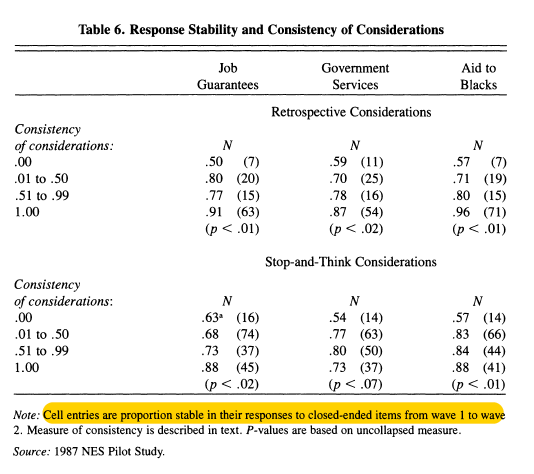 Table 6. Response Stability and Consistency of Considerations
Job Government Aid to
Guarantees Services Blacks
Retrospective Considerations
Consistency
of considerations: N N N
.00 .50 (7) .59 (11) .57 (7)
.01 to .50 .80 (20) .70 (25) .71 (19)
.51 to .99 .77 (15) .78 (16) .80 (15)
1.00 .91 (63) .87 (54) .96 (71)
(p < .01) (p < .02) (p < .01)
Stop-and-Think Considerations
Consistency
of considerations: N N N
.00 .63ᵃ (16) .54 (14) .57 (14)
.01 to .50 .68 (74) .77 (63) .83 (66)
.51 to .99 .73 (37) .80 (50) .84 (44)
1.00 .88 (45) .73 (37) .88 (41)
(p < .02) (p < .07) (p < .01)
Note: Cell entries are proportion stable in their responses to closed-ended items from wave 1 to wave
2. Measure of consistency is described in text. P-values are based on uncollapsed measure.
Source: 1987 NES Pilot Study.